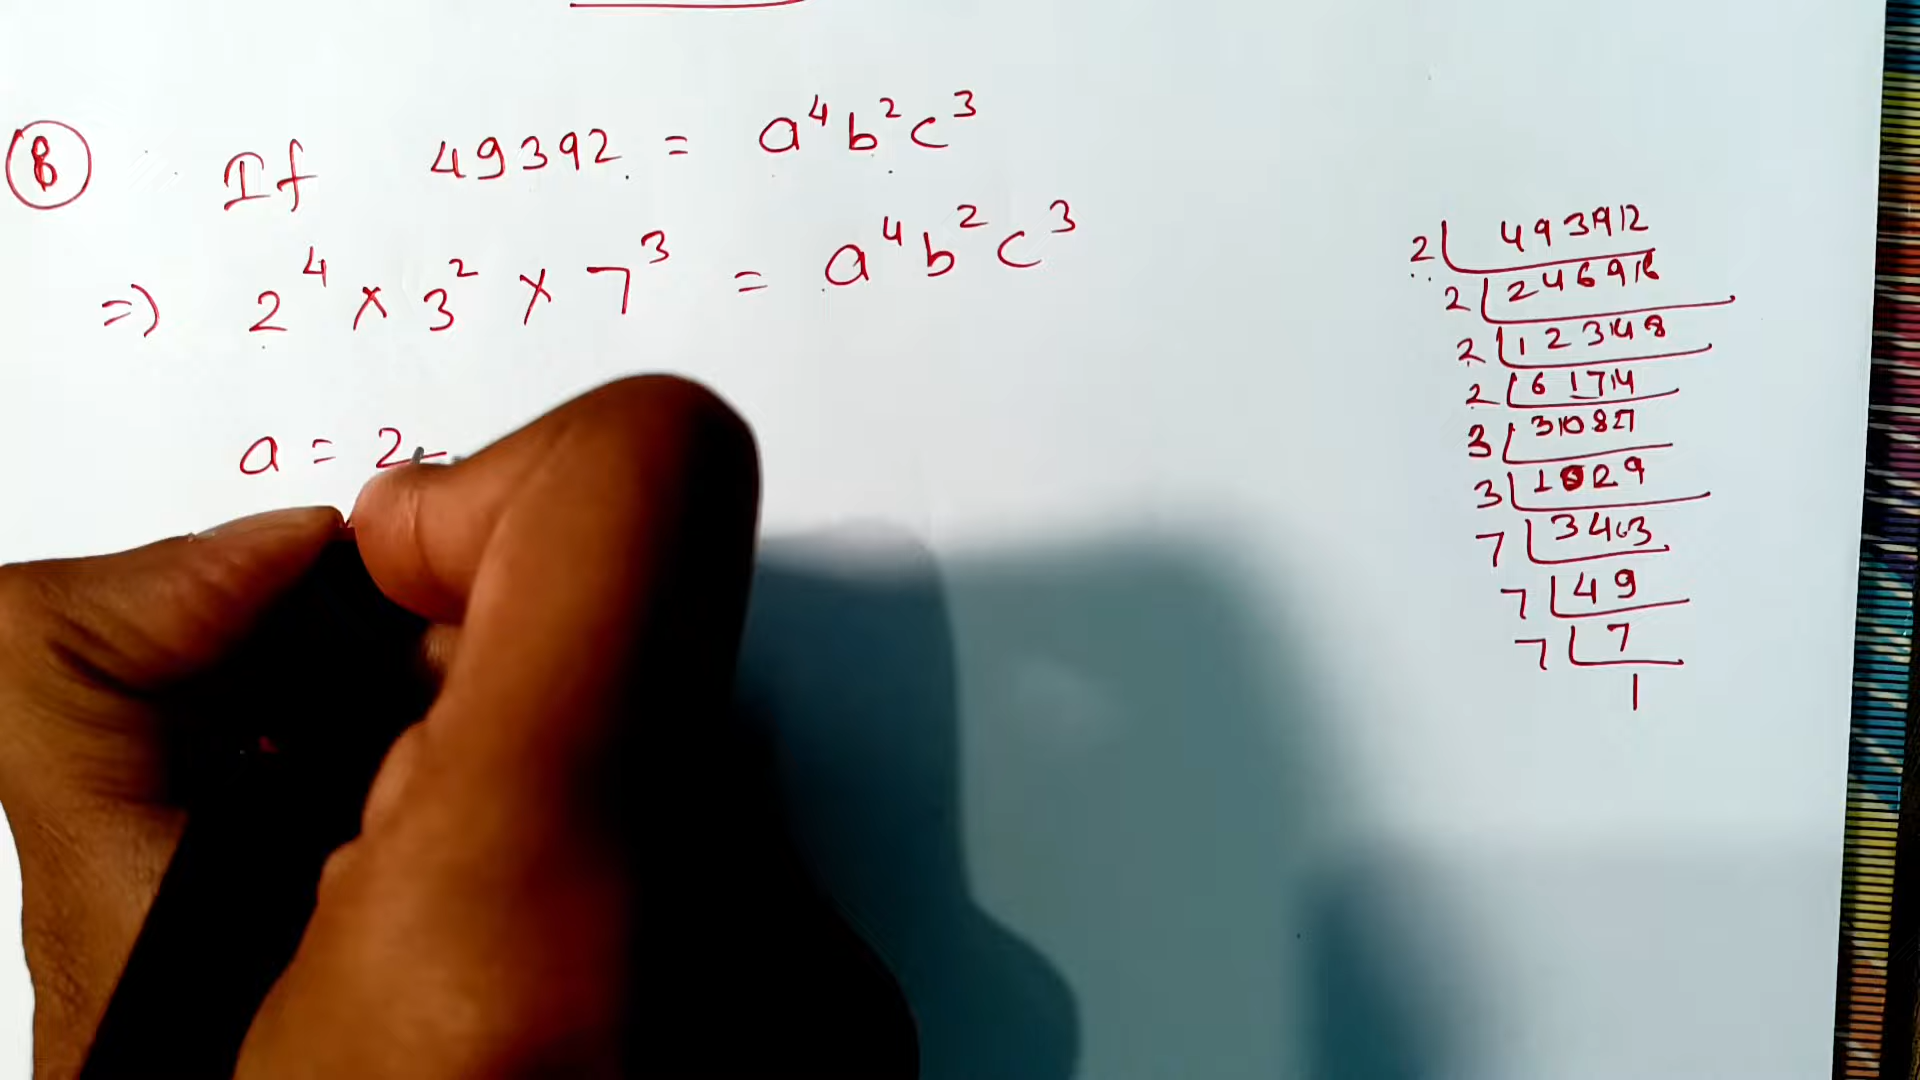 8 If 49392 = a⁴b²c³
=) 2⁴ × 3² × 7³ = a⁴b²c³
a = 2
2 | 49392
2 | 24696
2 | 12348
2 | 6174
3 | 3087
3 | 1029
7 | 343
7 | 49
7 | 7
1